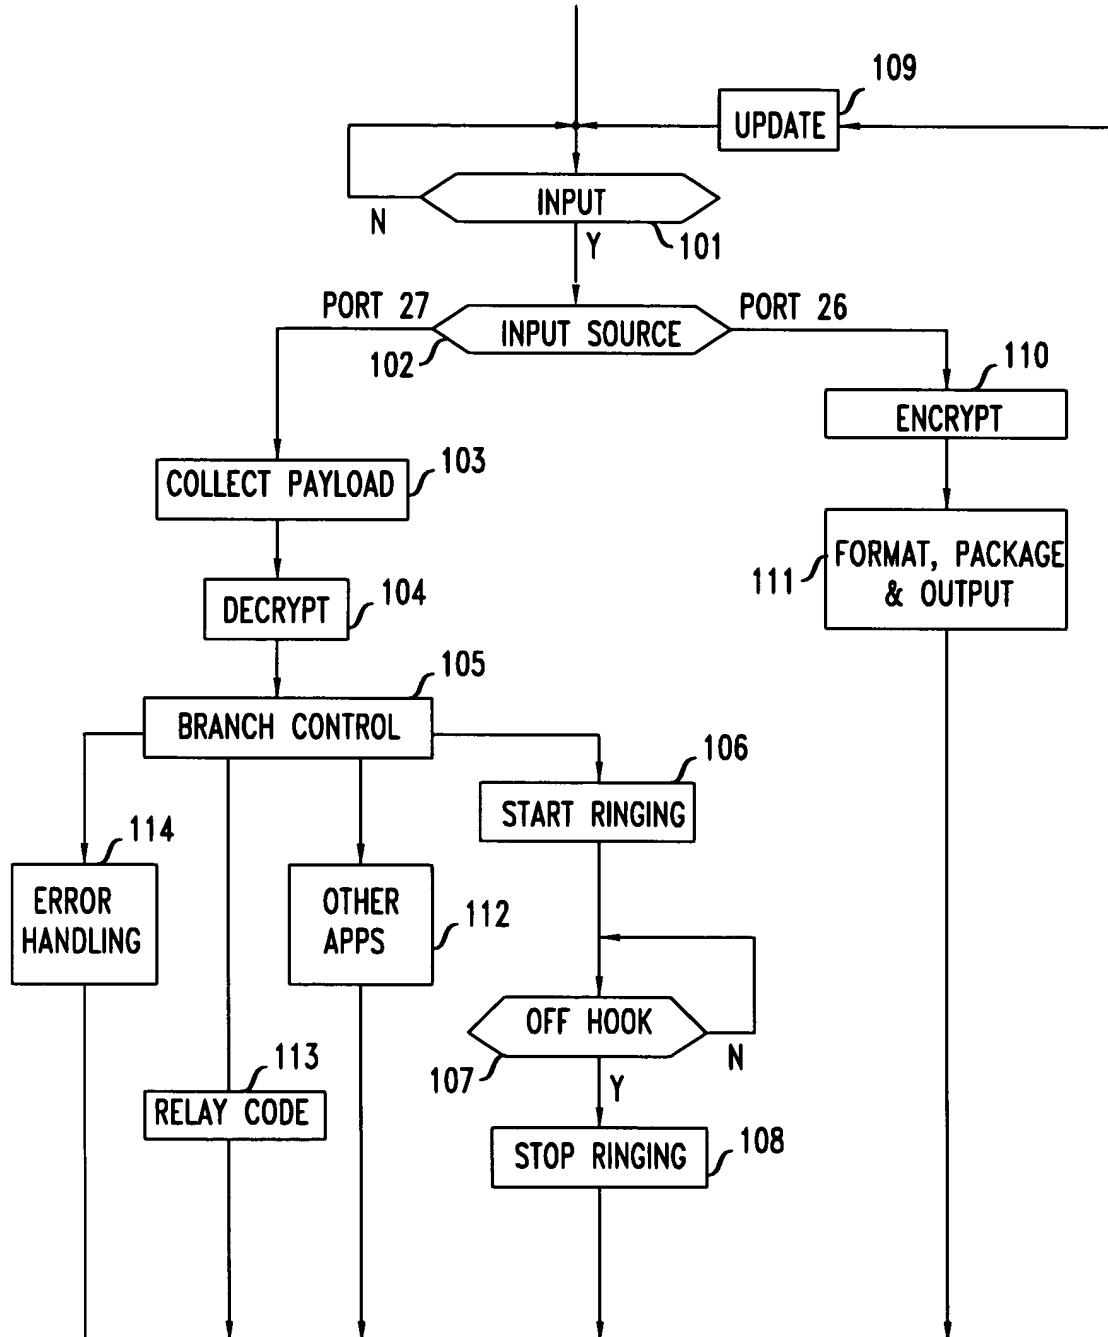 109
UPDATE
INPUT
N
101
Y
PORT 27
PORT 26
INPUT SOURCE
102
110
ENCRYPT
103
COLLECT PAYLOAD
111
FORMAT, PACKAGE
& OUTPUT
104
DECRYPT
105
BRANCH CONTROL
106
START RINGING
114
ERROR
HANDLING
OTHER
APPS
112
OFF HOOK
107
N
Y
113
RELAY CODE
108
STOP RINGING